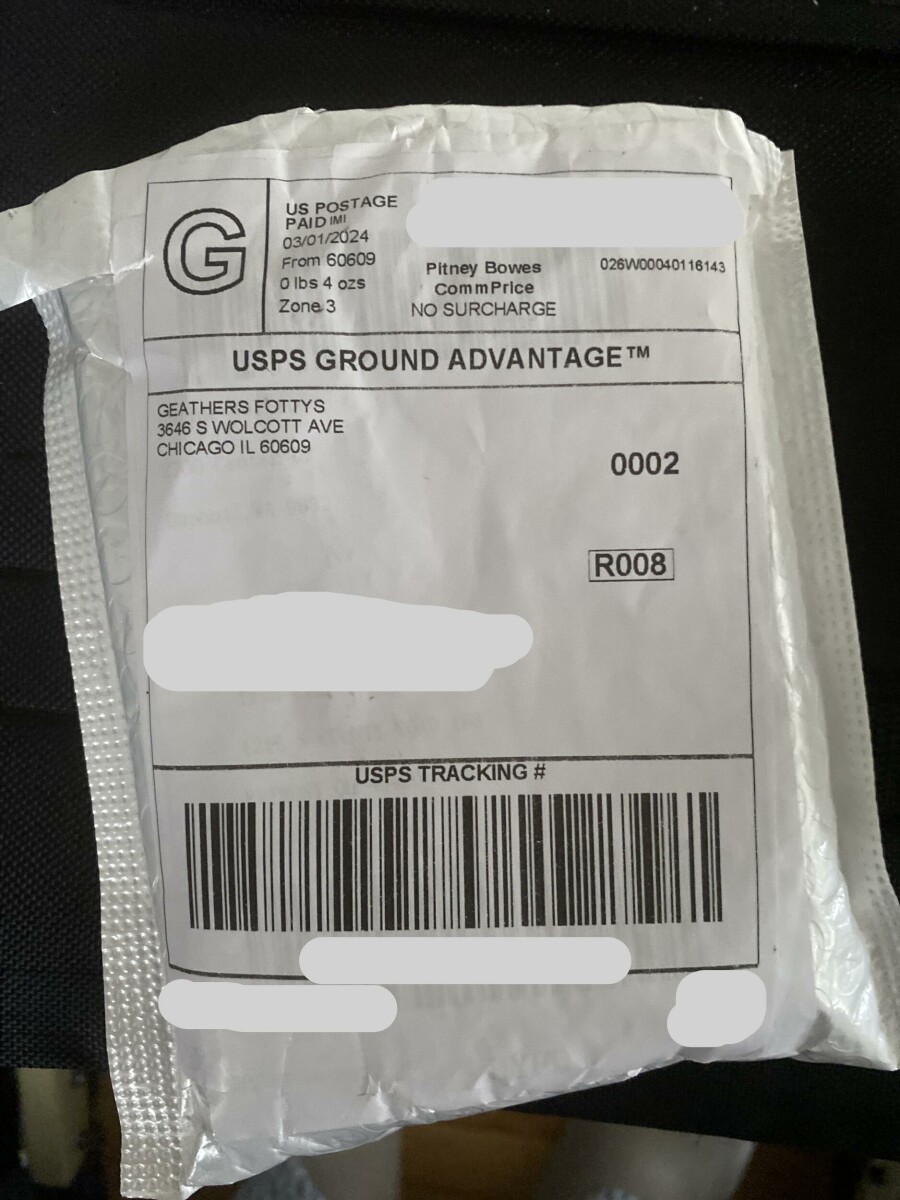 G
US POSTAGE
PAID IMI
03/01/2024
From 60609
0 lbs 4 ozs
Zone 3
Pitney Bowes
CommPrice
NO SURCHARGE
026W00040116143
USPS GROUND ADVANTAGE™
GEATHERS FOTTYS
3646 S WOLCOTT AVE
CHICAGO IL 60609
0002
R008
USPS TRACKING #